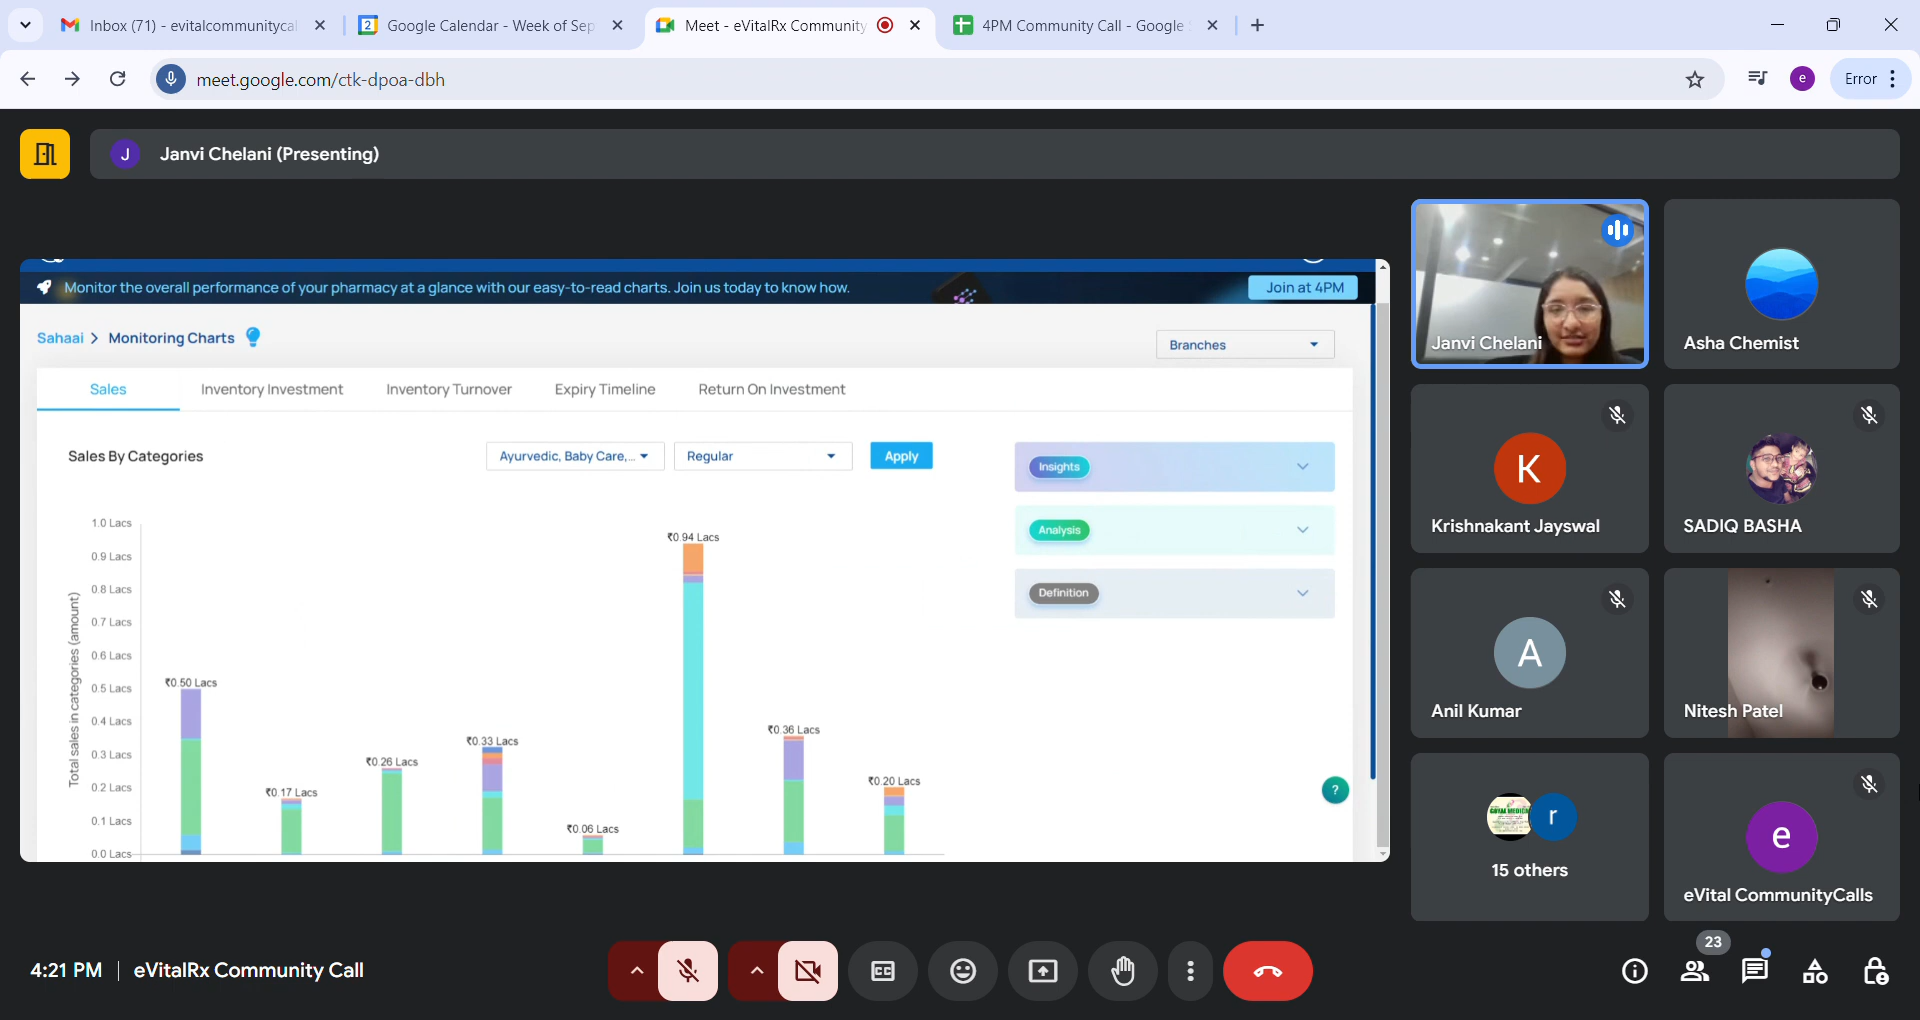 Inbox (71) - evitalcommunityca
Google Calendar - Week of Sep
2
Meet - eVitalRx Community
4PM Community Call - Google
meet.google.com/ctk-dpoa-dbh
e
Error
J
Janvi Chelani (Presenting)
Monitor the overall performance of your pharmacy at a glance with our easy-to-read charts. Join us today to know how.
Join at 4PM
Sahaai > Monitoring Charts
Branches
Sales
Inventory Investment
Inventory Turnover
Expiry Timeline
Return On Investment
Sales By Categories
Ayurvedic, Baby Care,...
Regular
Apply
Insights
Analysis
Definition
Total sales in categories (amount)
1.0 Lacs
0.9 Lacs
0.8 Lacs
0.7 Lacs
0.6 Lacs
0.5 Lacs
0.4 Lacs
0.3 Lacs
0.2 Lacs
0.1 Lacs
0.0 Lacs
₹0.50 Lacs
₹0.17 Lacs
₹0.26 Lacs
₹0.33 Lacs
₹0.06 Lacs
₹0.94 Lacs
₹0.36 Lacs
₹0.20 Lacs
?
Janvi Chelani
Asha Chemist
K
Krishnakant Jayswal
SADIQ BASHA
A
Anil Kumar
Nitesh Patel
r
15 others
e
eVital CommunityCalls
4:21 PM | eVitalRx Community Call
23